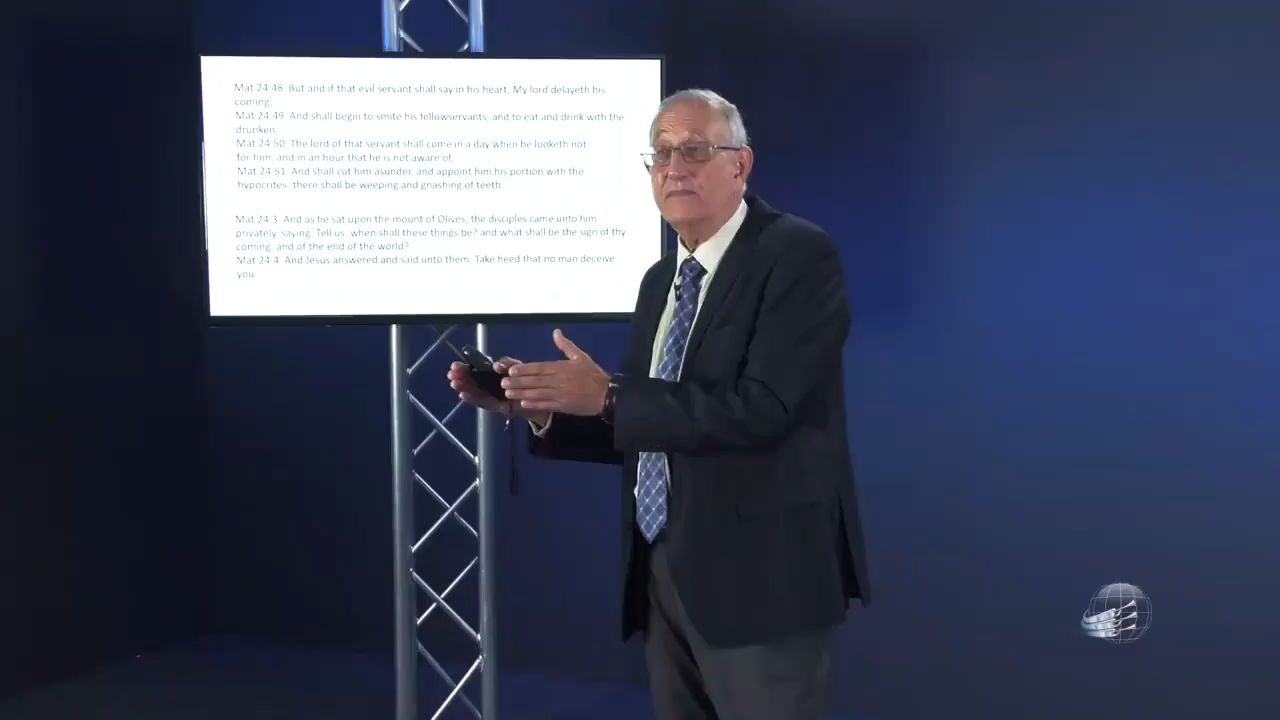 Mat 24:48 But and if that evil servant shall say in his heart, My lord delayeth his
coming;
Mat 24:49 And shall begin to smite his fellowservants, and to eat and drink with the
drunken;
Mat 24:50 The lord of that servant shall come in a day when he looketh not
for him, and in an hour that he is not aware of,
Mat 24:51 And shall cut him asunder, and appoint him his portion with the
hypocrites: there shall be weeping and gnashing of teeth.
Mat 24:3 And as he sat upon the mount of Olives, the disciples came unto him
privately, saying, Tell us, when shall these things be? and what shall be the sign of thy
coming, and of the end of the world?
Mat 24:4 And Jesus answered and said unto them, Take heed that no man deceive
you.